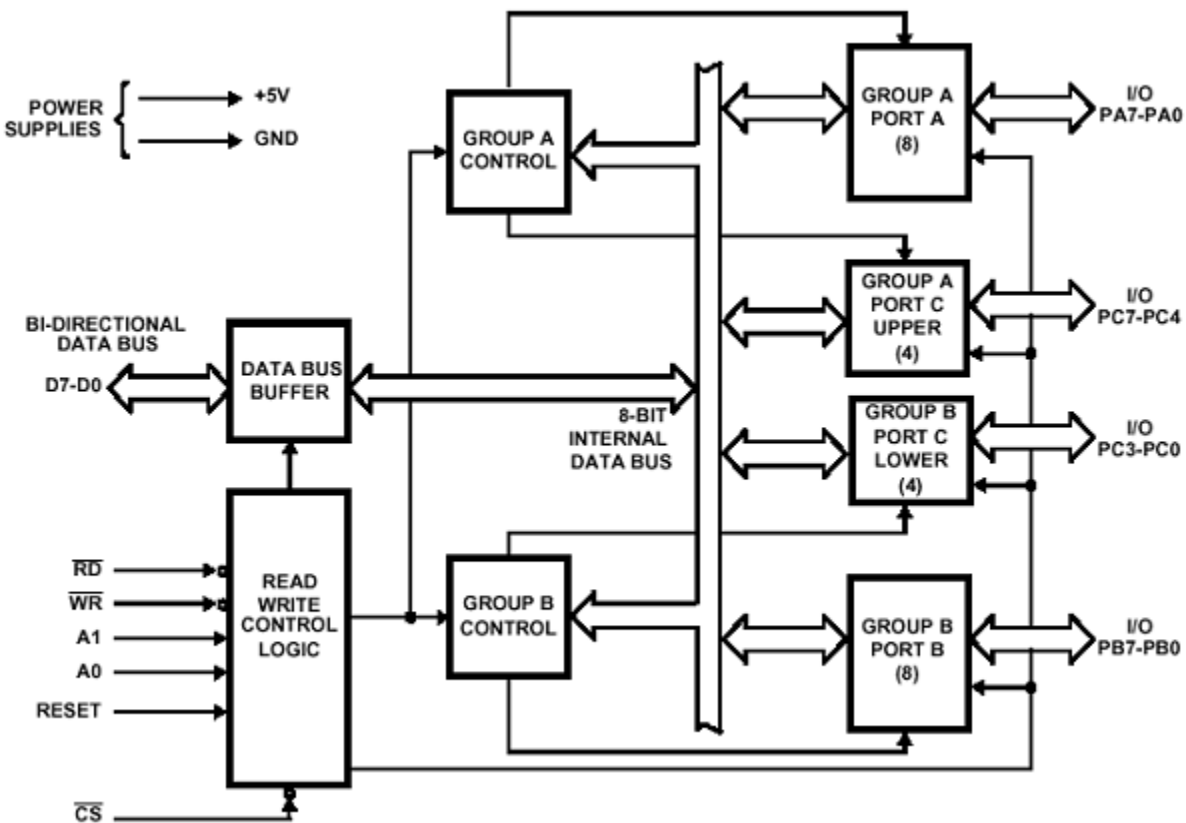 POWER
SUPPLIES
+5V
GND
GROUP A
CONTROL
GROUP A
PORT A
(8)
I/O
PA7-PA0
GROUP A
PORT C
UPPER
(4)
I/O
PC7-PC4
BI-DIRECTIONAL
DATA BUS
D7-D0
DATA BUS
BUFFER
8-BIT
INTERNAL
DATA BUS
GROUP B
PORT C
LOWER
(4)
I/O
PC3-PC0
RD
WR
A1
A0
RESET
CS
READ
WRITE
CONTROL
LOGIC
GROUP B
CONTROL
GROUP B
PORT B
(8)
I/O
PB7-PB0